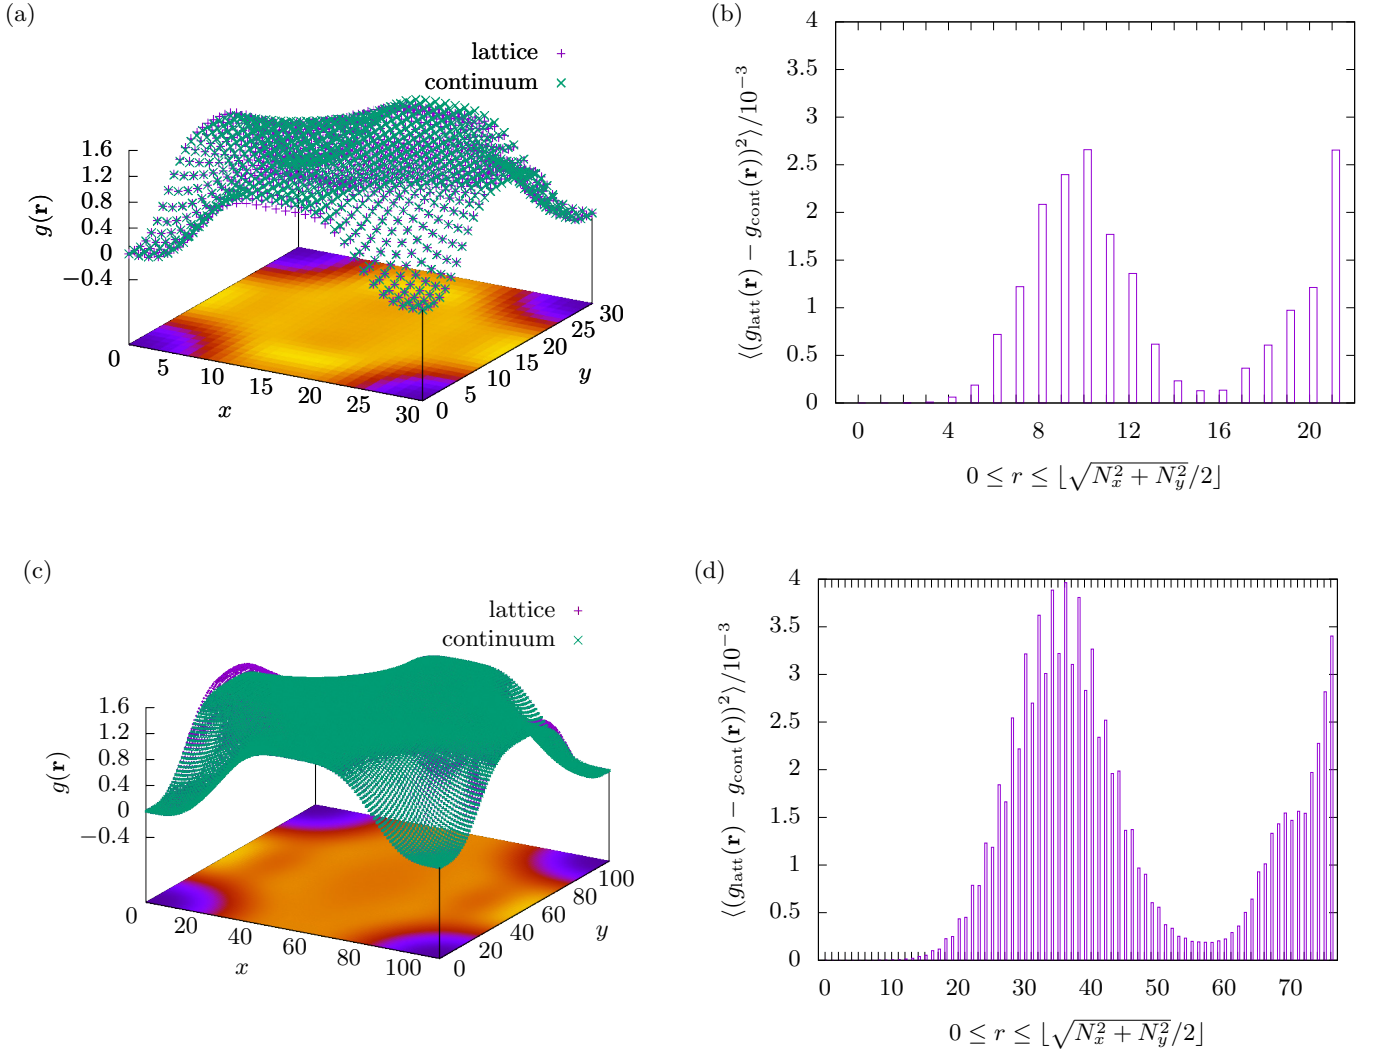 (a)
lattice +
continuum ×
1.6
1.2
0.8
0.4
0
−0.4
g(r)
0
5
10
15
20
25
30
x
0
5
10
15
20
25
30
y
(b)
4
3.5
3
2.5
2
1.5
1
0.5
0
⟨(g_latt(r) − g_cont(r))²⟩/10⁻³
0 4 8 12 16 20
0 ≤ r ≤ ⌊√(N_x² + N_y²)/2⌋
(c)
lattice +
continuum ×
1.6
1.2
0.8
0.4
0
−0.4
g(r)
0
20
40
60
80
100
x
0
20
40
60
80
100
y
(d)
4
3.5
3
2.5
2
1.5
1
0.5
0
⟨(g_latt(r) − g_cont(r))²⟩/10⁻³
0 10 20 30 40 50 60 70
0 ≤ r ≤ ⌊√(N_x² + N_y²)/2⌋